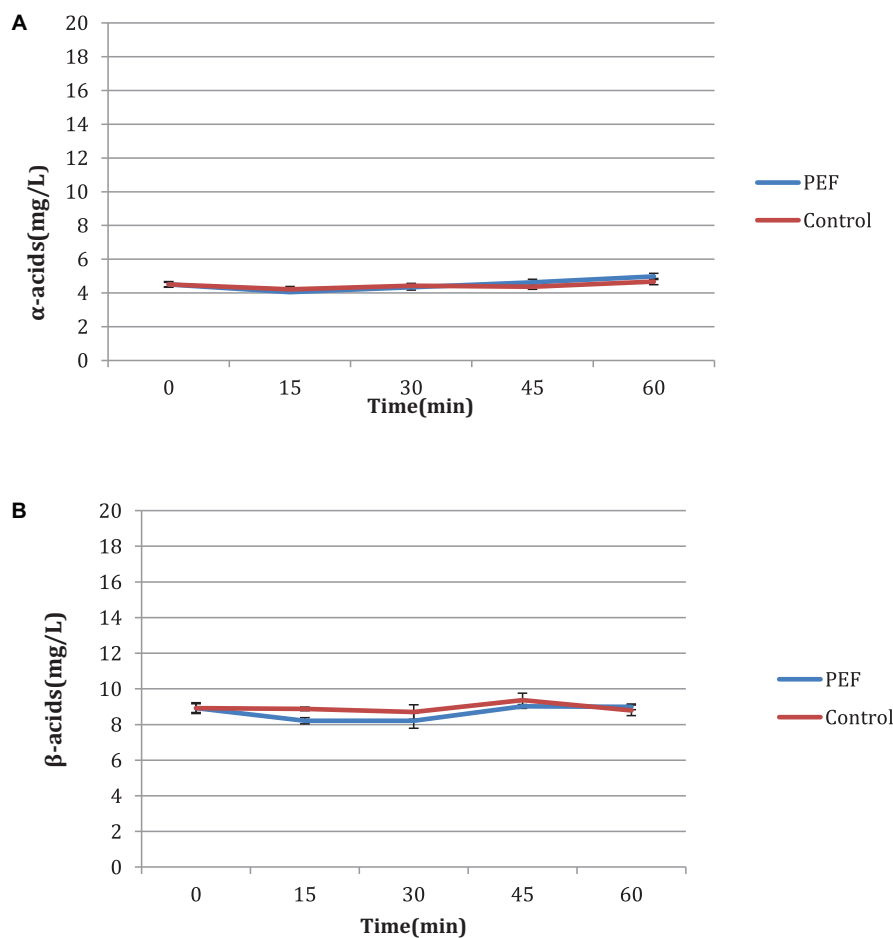 A
20
18
16
14
12
10
8
6
4
2
0
α-acids(mg/L)
0 15 30 45 60
Time(min)
PEF
Control
B
20
18
16
14
12
10
8
6
4
2
0
β-acids(mg/L)
0 15 30 45 60
Time(min)
PEF
Control